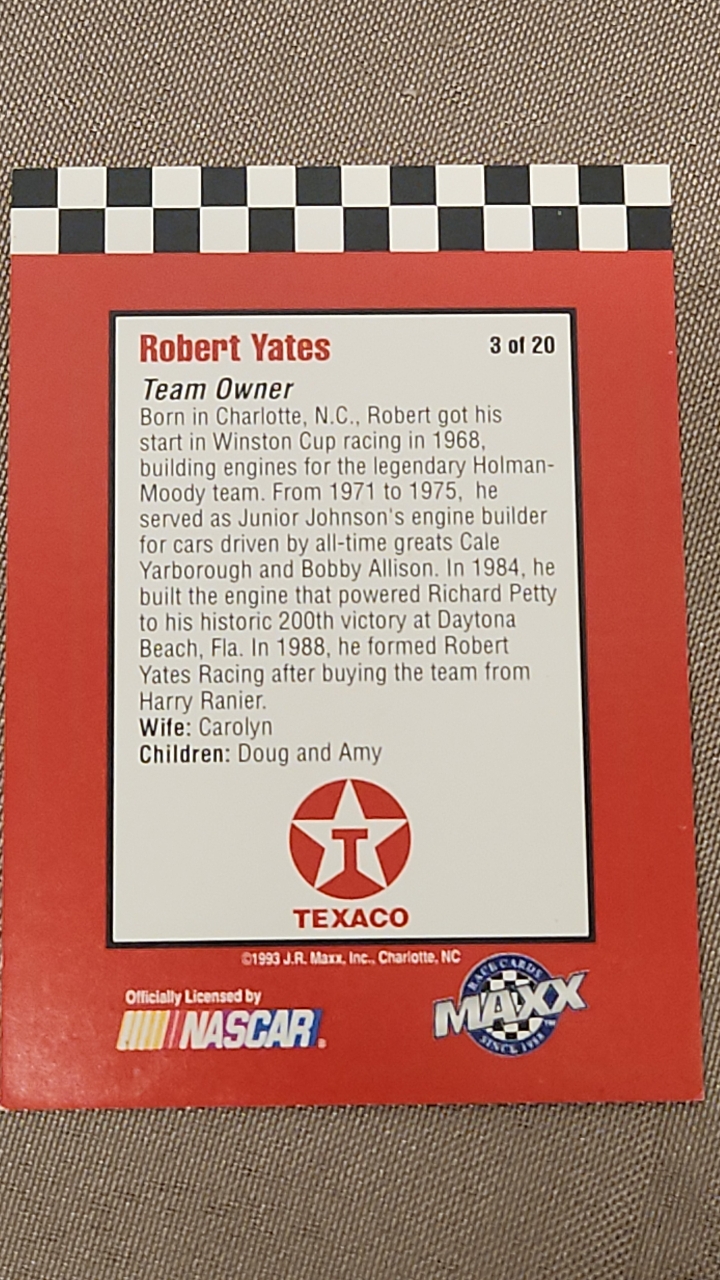 Robert Yates
3 of 20
Team Owner
Born in Charlotte, N.C., Robert got his
start in Winston Cup racing in 1968,
building engines for the legendary Holman-
Moody team. From 1971 to 1975, he
served as Junior Johnson's engine builder
for cars driven by all-time greats Cale
Yarborough and Bobby Allison. In 1984, he
built the engine that powered Richard Petty
to his historic 200th victory at Daytona
Beach, Fla. In 1988, he formed Robert
Yates Racing after buying the team from
Harry Ranier.
Wife: Carolyn
Children: Doug and Amy
T
TEXACO
©1993 J.R. Maxx, Inc., Charlotte, NC
Officially Licensed by
NASCAR®
RACE CARDS
MAXX
SINCE 1988